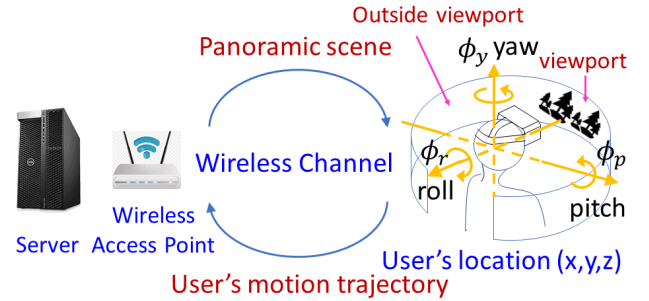 Outside viewport
Panoramic scene
ϕy yaw
viewport
Wireless Channel
ϕr
roll
ϕp
pitch
Wireless
Server Access Point
User's location (x,y,z)
User's motion trajectory